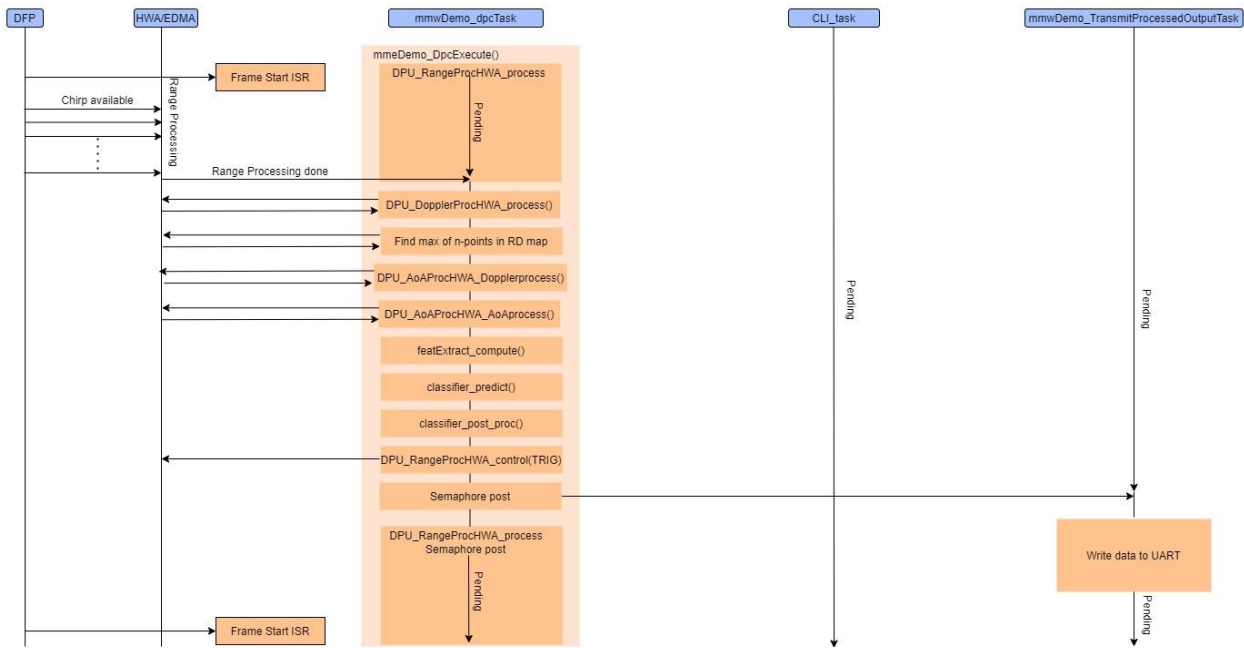 DFP
HWA/EDMA
mmwDemo_dpcTask
CLI_task
mmwDemo_TransmitProcessedOutputTask
mmeDemo_DpcExecute()
Frame Start ISR
DPU_RangeProcHWA_process
Chirp available
Range Processing
Pending
Range Processing done
DPU_DopplerProcHWA_process()
Find max of n-points in RD map
DPU_AoAProcHWA_Dopplerprocess()
DPU_AoAProcHWA_AoAprocess()
Pending
Pending
featExtract_compute()
classifier_predict()
classifier_post_proc()
DPU_RangeProcHWA_control(TRIG)
Semaphore post
DPU_RangeProcHWA_process
Semaphore post
Pending
Write data to UART
Pending
Frame Start ISR